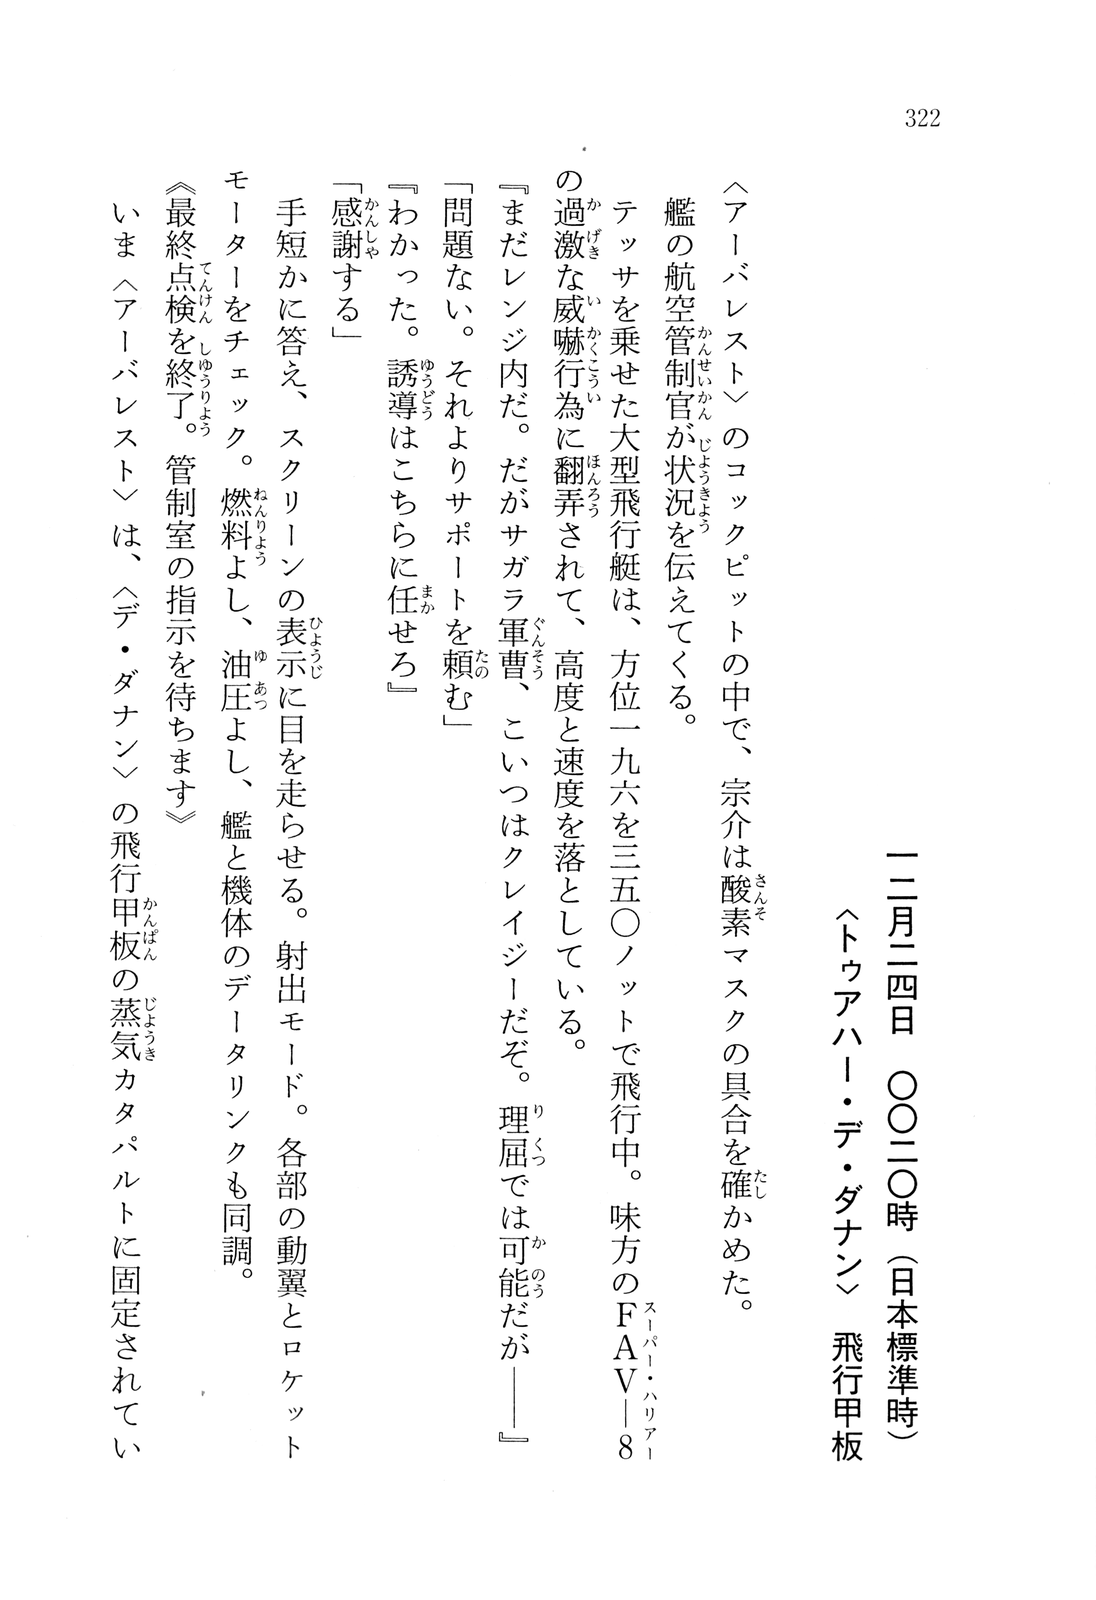 322
一二月二四日　〇〇二〇時（日本標準時）
〈トゥアハー・デ・ダナン〉　飛行甲板
〈アーバレスト〉のコックピットの中で、宗介は酸素マスクの具合を確かめた。
艦の航空管制官が状況を伝えてくる。
テッサを乗せた大型飛行艇は、方位一九六を三五〇ノットで飛行中。味方のＦＡＶ―８
の過激な威嚇行為に翻弄されて、高度と速度を落としている。
『まだレンジ内だ。だがサガラ軍曹、こいつはクレイジーだぞ。理屈では可能だが――』
「問題ない。それよりサポートを頼む」
『わかった。誘導はこちらに任せろ』
「感謝する」
手短かに答え、スクリーンの表示に目を走らせる。射出モード。各部の動翼とロケット
モーターをチェック。燃料よし、油圧よし、艦と機体のデータリンクも同調。
《最終点検を終了。管制室の指示を待ちます》
いま〈アーバレスト〉は、〈デ・ダナン〉の飛行甲板の蒸気カタパルトに固定されてい